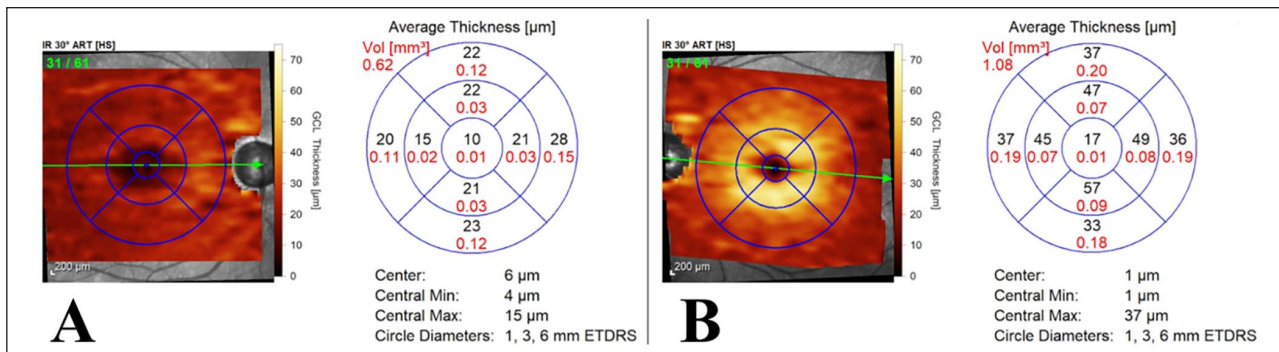 IR 30° ART [HS]
31 / 61
200 µm
70
60
50
40
30
20
10
0
GCL Thickness [µm]
Average Thickness [µm]
Vol [mm³]
0.62
22
0.12
22
0.03
20 15 10 21 28
0.11 0.02 0.01 0.03 0.15
21
0.03
23
0.12
Center: 6 µm
Central Min: 4 µm
Central Max: 15 µm
Circle Diameters: 1, 3, 6 mm ETDRS
A
IR 30° ART [HS]
31 / 61
200 µm
70
60
50
40
30
20
10
0
GCL Thickness [µm]
Average Thickness [µm]
Vol [mm³]
1.08
37
0.20
47
0.07
37 45 17 49 36
0.19 0.07 0.01 0.08 0.19
57
0.09
33
0.18
Center: 1 µm
Central Min: 1 µm
Central Max: 37 µm
Circle Diameters: 1, 3, 6 mm ETDRS
B